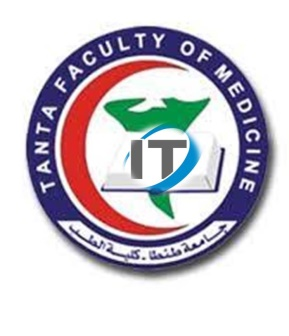 TANTA FACULTY OF MEDICINE
IT
جامعة طنطا . كلية الطب